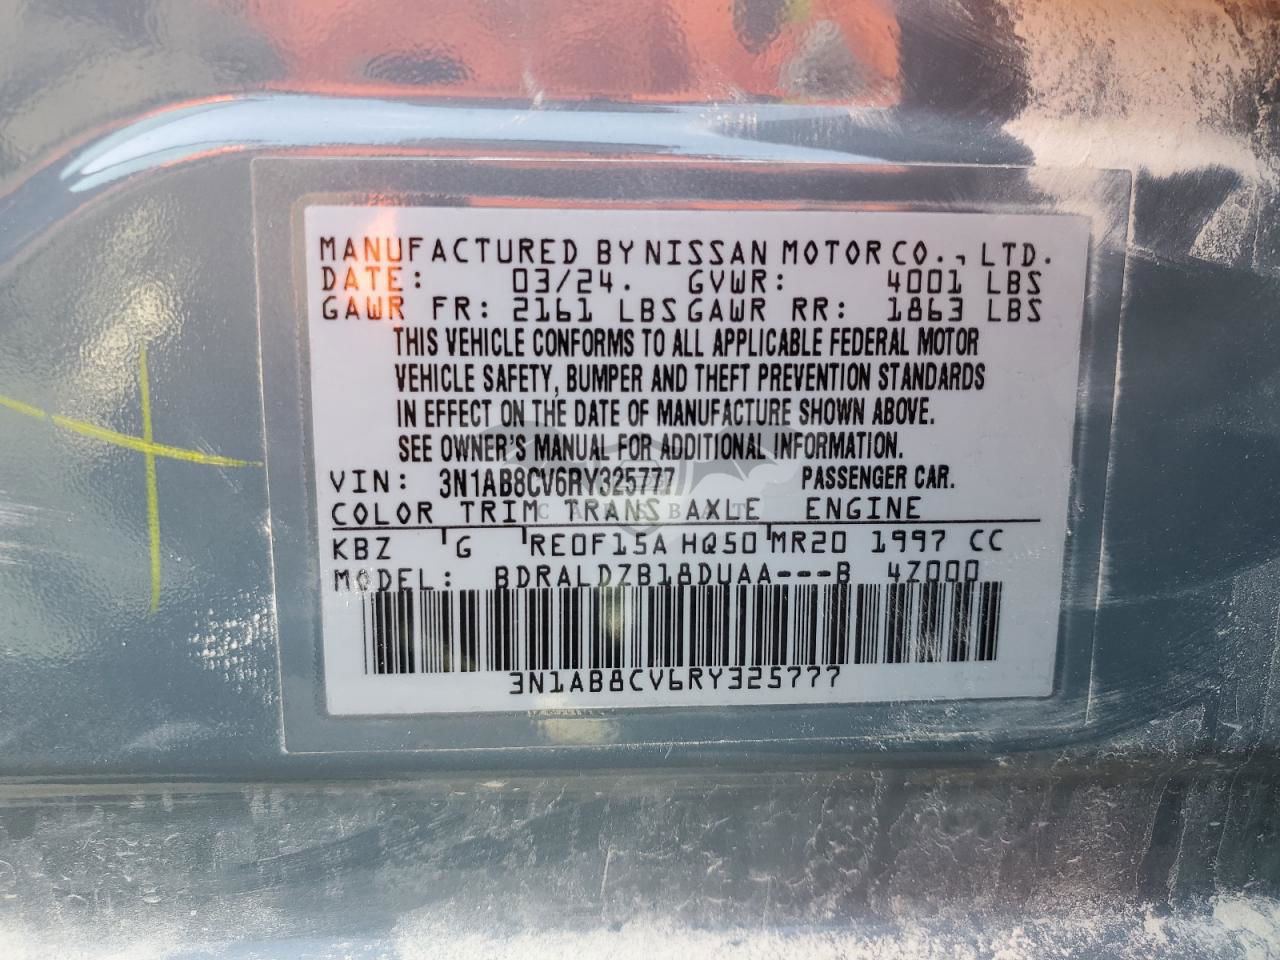 MANUFACTURED BY NISSAN MOTOR CO., LTD.
DATE: 03/24. GVWR: 4001 LBS
GAWR FR: 2161 LBS GAWR RR: 1863 LBS
THIS VEHICLE CONFORMS TO ALL APPLICABLE FEDERAL MOTOR
VEHICLE SAFETY, BUMPER AND THEFT PREVENTION STANDARDS
IN EFFECT ON THE DATE OF MANUFACTURE SHOWN ABOVE.
SEE OWNER'S MANUAL FOR ADDITIONAL INFORMATION.
VIN: 3N1AB8CV6RY325777 PASSENGER CAR.
CARSBAT
COLOR TRIM TRANS AXLE ENGINE
KBZ G RE0F15A HQ50 MR20 1997 CC
MODEL: BDRALDZB18DUAA---B 4Z000
3N1AB8CV6RY325777